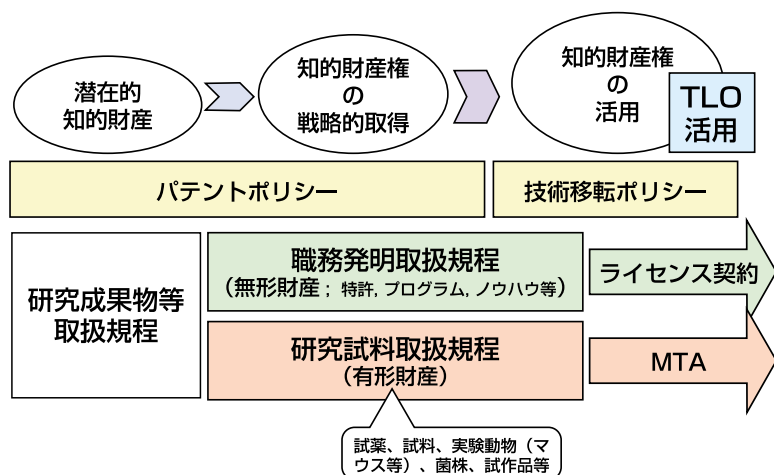 潜在的
知的財産
知的財産権
の
戦略的取得
知的財産権
の
活用
TLO
活用
パテントポリシー
技術移転ポリシー
研究成果物等
取扱規程
職務発明取扱規程
（無形財産；特許，プログラム，ノウハウ等）
ライセンス契約
研究試料取扱規程
（有形財産）
MTA
試薬、試料、実験動物（マ
ウス等）、菌株、試作品等